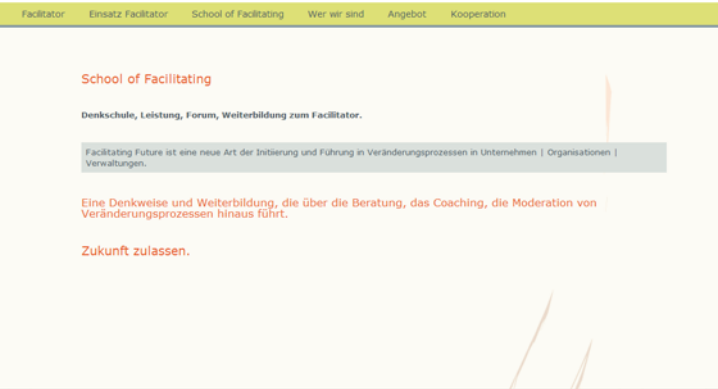 Facilitator Einsatz Facilitator School of Facilitating Wer wir sind Angebot Kooperation
School of Facilitating
Denkschule, Leistung, Forum, Weiterbildung zum Facilitator.
Facilitating Future ist eine neue Art der Initiierung und Führung in Veränderungsprozessen in Unternehmen | Organisationen |
Verwaltungen.
Eine Denkweise und Weiterbildung, die über die Beratung, das Coaching, die Moderation von
Veränderungsprozessen hinaus führt.
Zukunft zulassen.